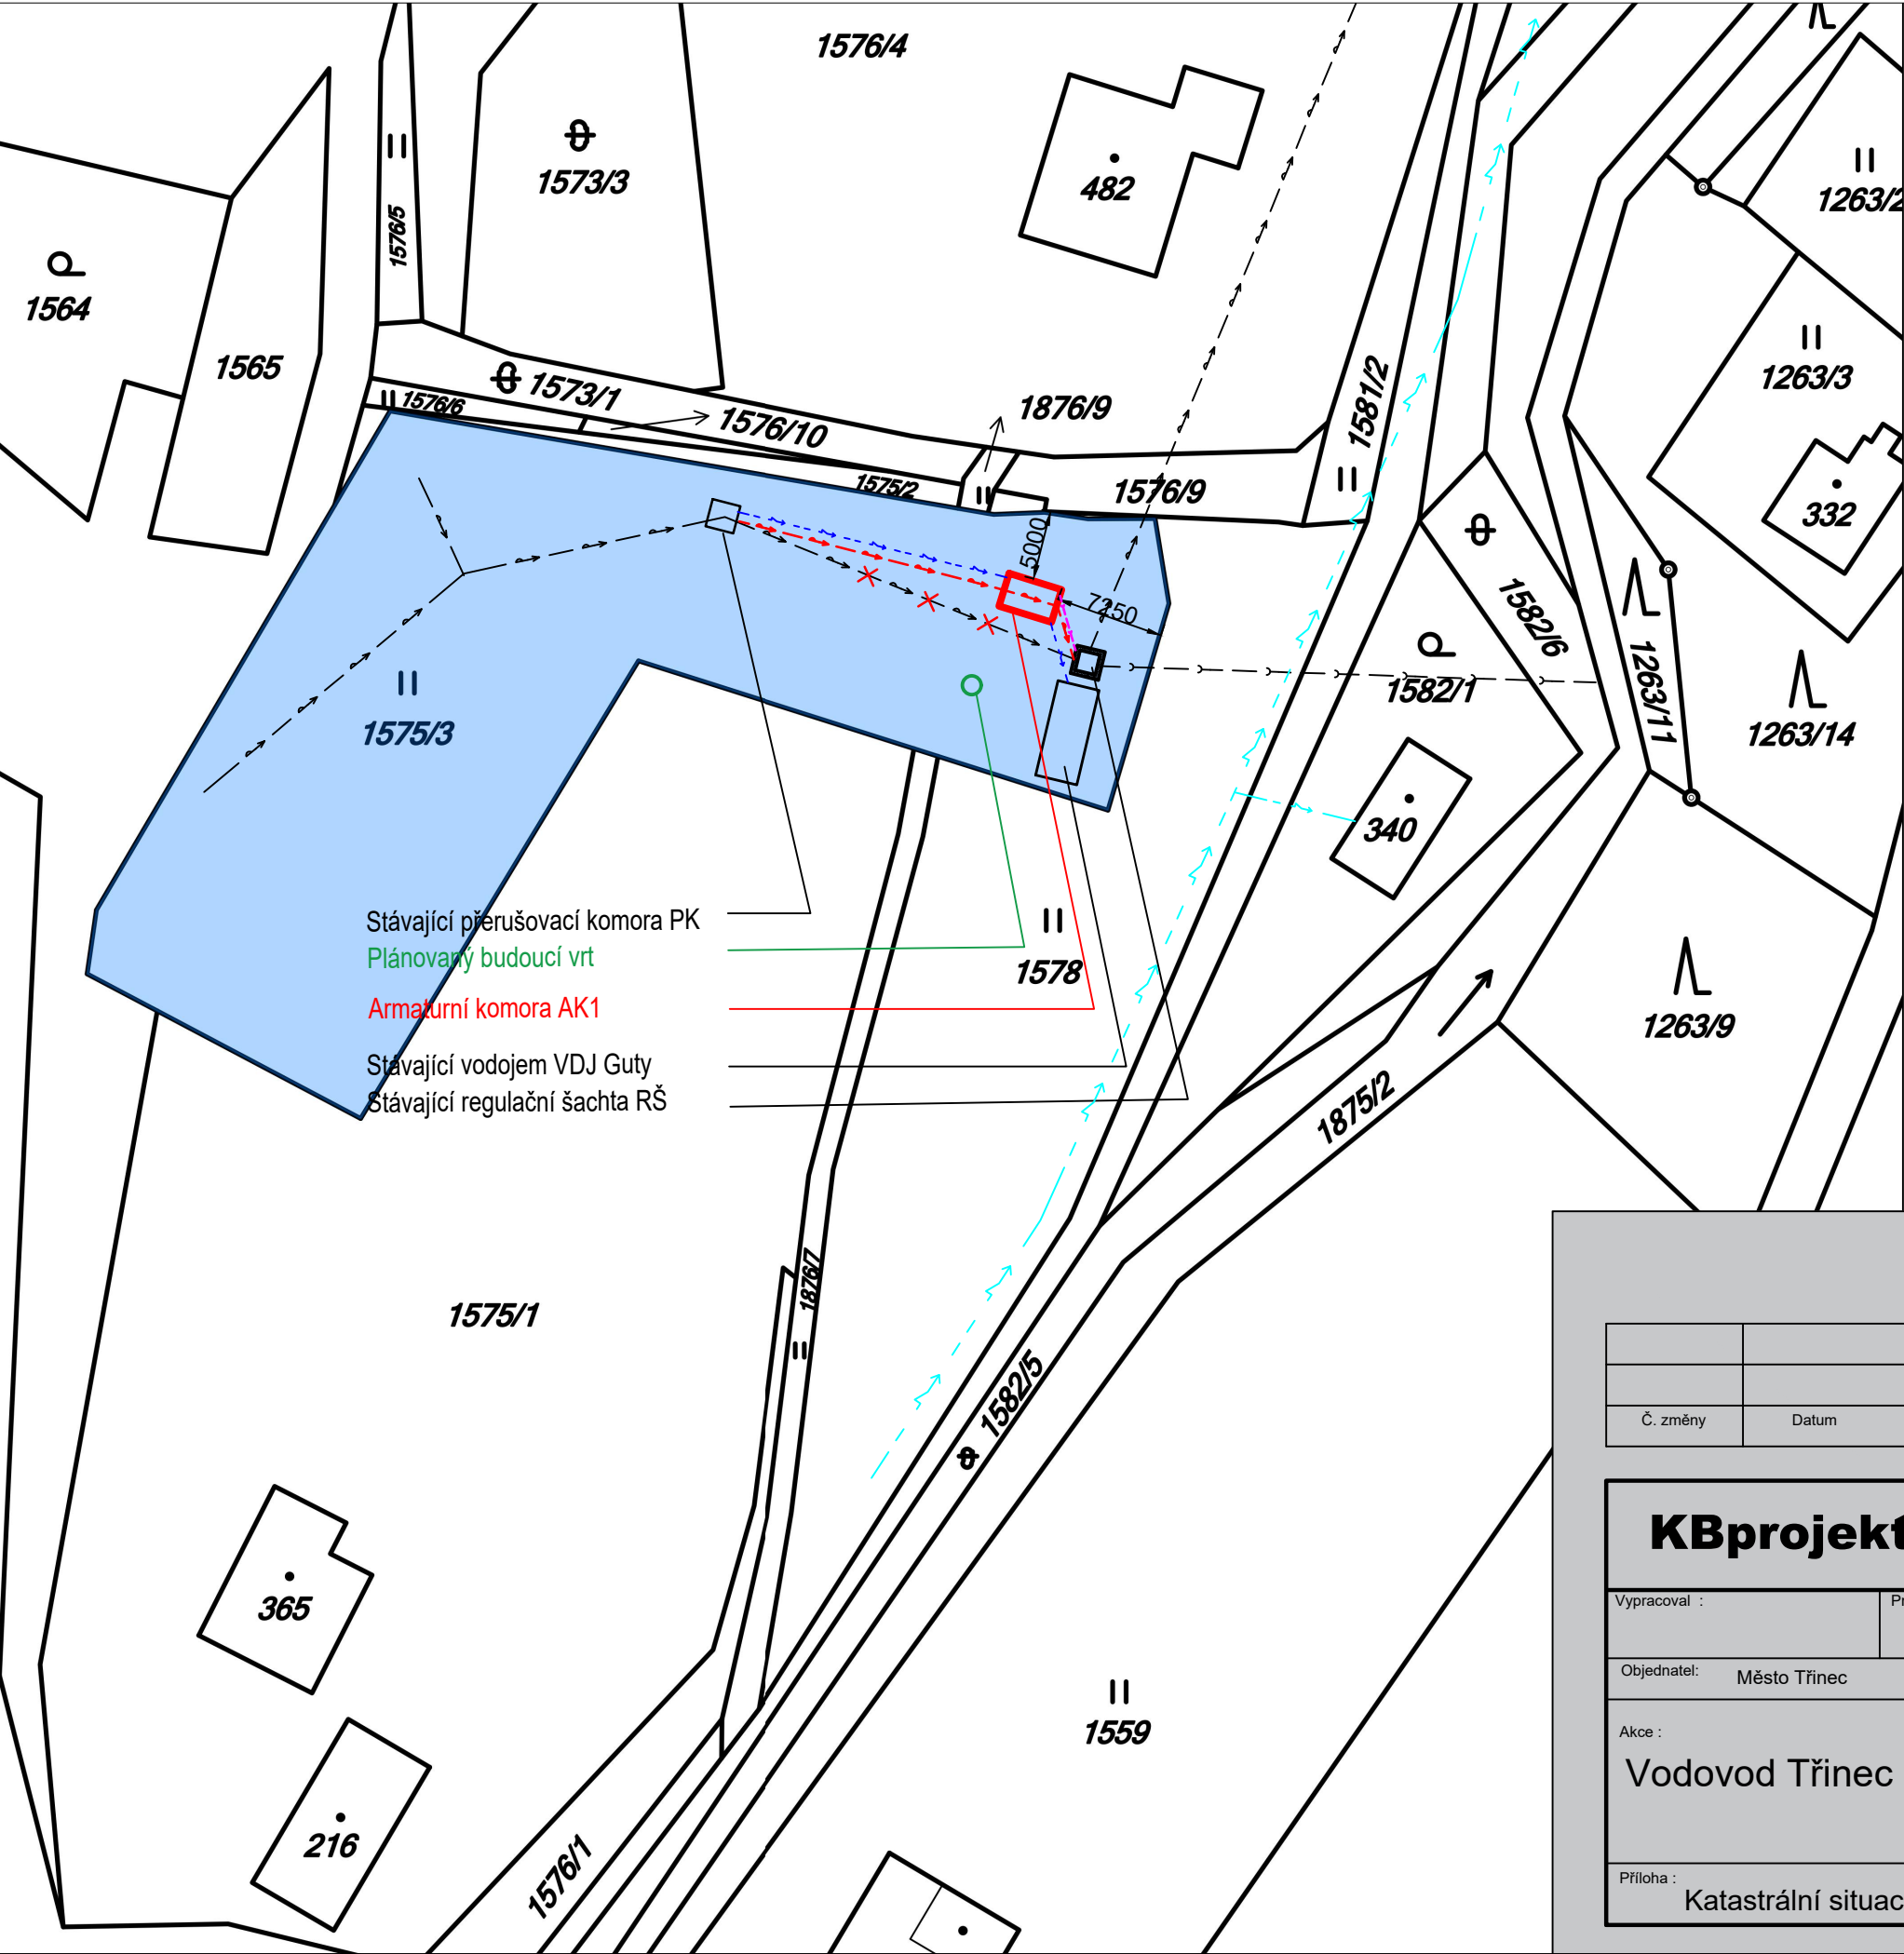 1576/4
1573/3
482
1263/2
1576/5
1564
1565
1263/3
1573/1
1576/6
1576/10
1876/9
1581/2
1575/2
1576/9
332
5000
7250
1582/6
1575/3
1582/1
1263/11
1263/14
340
Stávající přerušovací komora PK
Plánovaný budoucí vrt
1578
Armaturní komora AK1
1263/9
Stávající vodojem VDJ Guty
Stávající regulační šachta RŠ
1875/2
1876/7
1575/1
1582/5
Č. změny Datum
KBprojekt
365
Vypracoval :
Objednatel: Město Třinec
1559
Akce :
Vodovod Třinec
216
1576/1
Příloha :
Katastrální situac